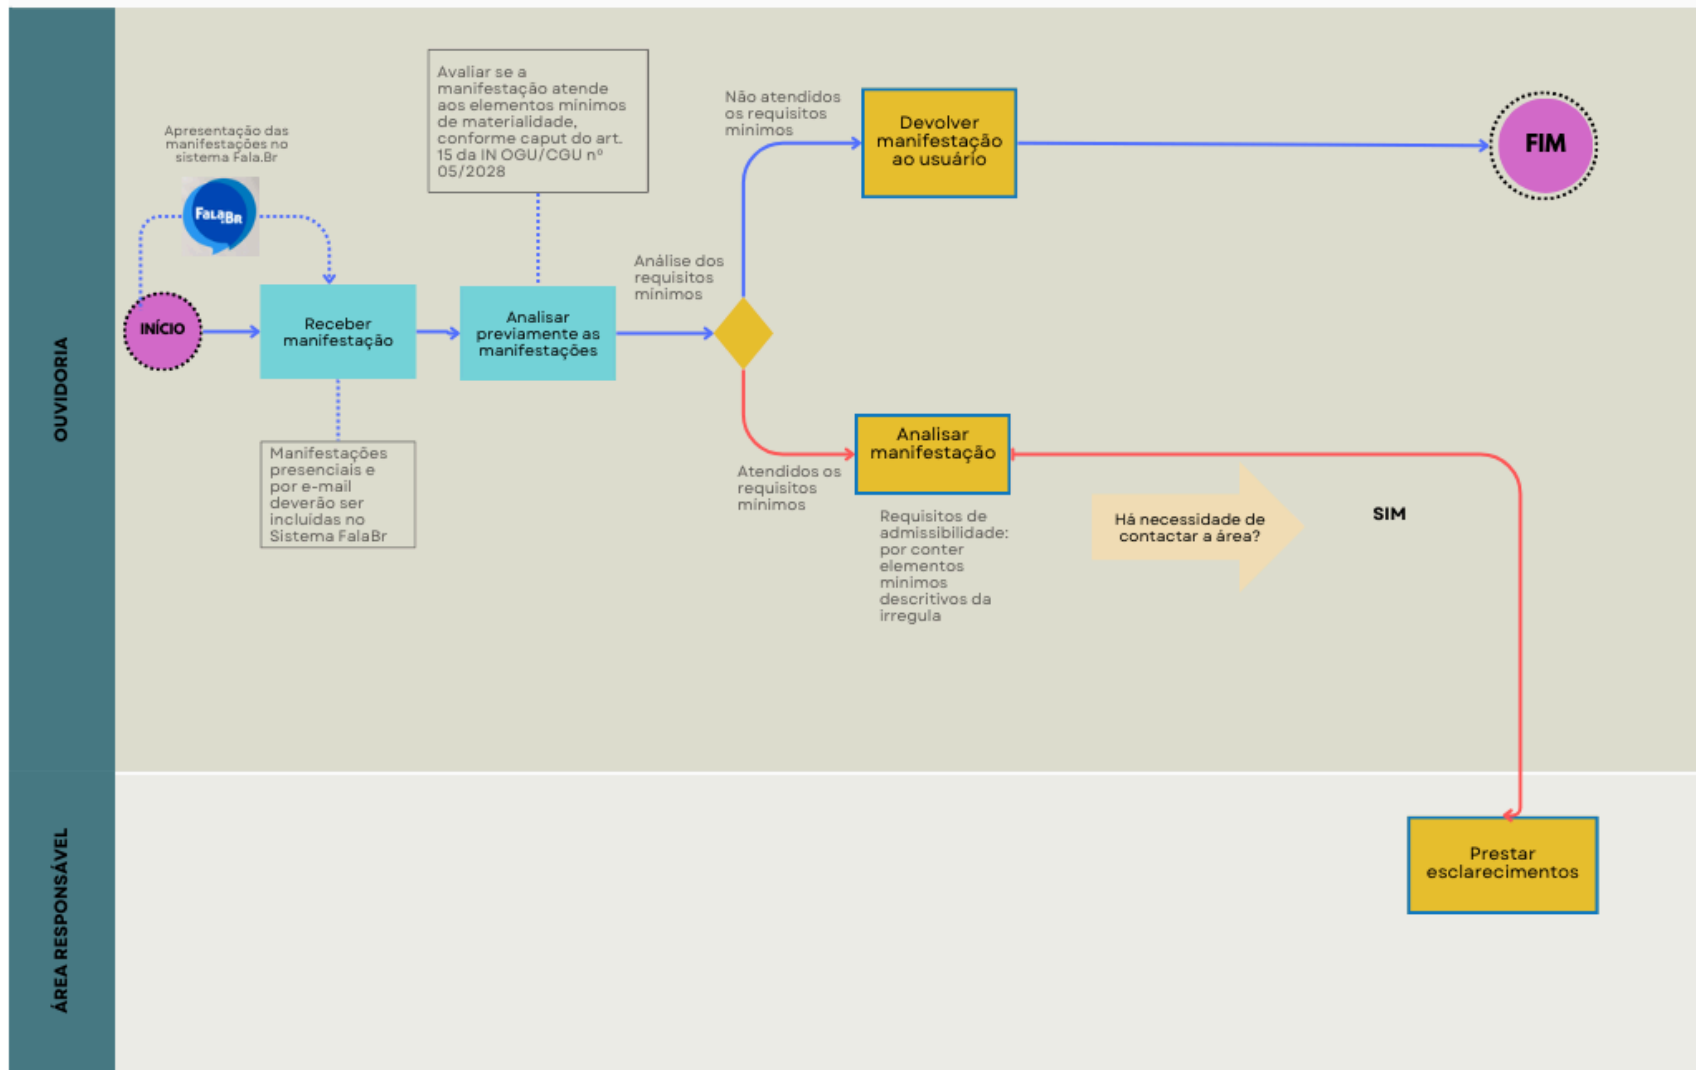 OUVIDORIA
Apresentação das
manifestações no
sistema Fala.Br
FALA.BR
INÍCIO
Receber
manifestação
Manifestações
presenciais e
por e-mail
deverão ser
incluídas no
Sistema FalaBr
Avaliar se a
manifestação atende
aos elementos mínimos
de materialidade,
conforme caput do art.
15 da IN OGU/CGU nº
05/2028
Analisar
previamente as
manifestações
Análise dos
requisitos
mínimos
Não atendidos
os requisitos
mínimos
Devolver
manifestação
ao usuário
FIM
Atendidos os
requisitos
mínimos
Analisar
manifestação
Requisitos de
admissibilidade:
por conter
elementos
mínimos
descritivos da
irregula
Há necessidade de
contactar a área?
SIM
ÁREA RESPONSÁVEL
Prestar
esclarecimentos